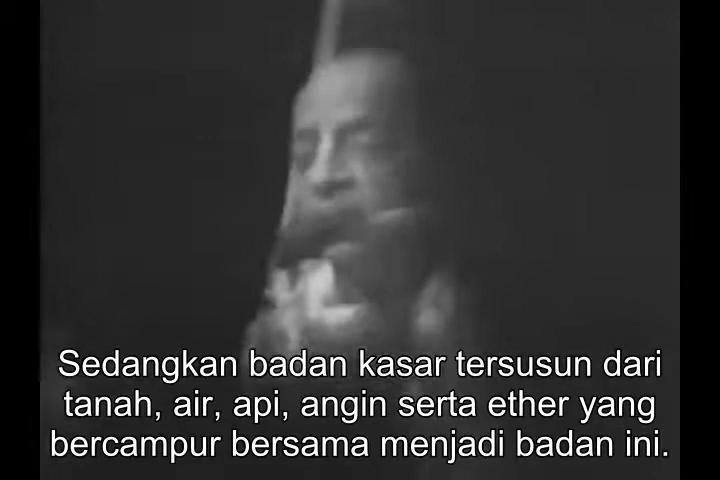 Sedangkan badan kasar tersusun dari
tanah, air, api, angin serta ether yang
bercampur bersama menjadi badan ini.